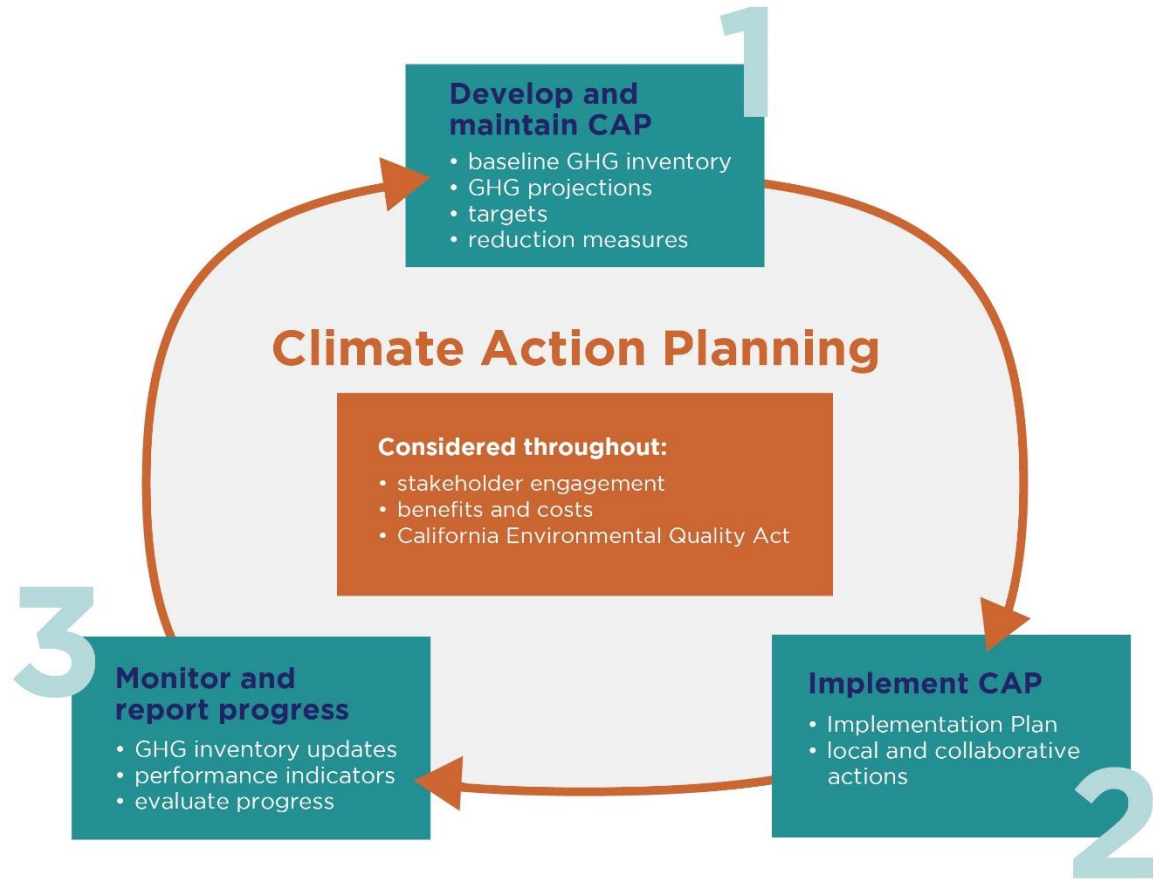 1
Develop and
maintain CAP
• baseline GHG inventory
• GHG projections
• targets
• reduction measures
Climate Action Planning
Considered throughout:
• stakeholder engagement
• benefits and costs
• California Environmental Quality Act
3
Monitor and
report progress
• GHG inventory updates
• performance indicators
• evaluate progress
Implement CAP
• Implementation Plan
• local and collaborative
actions
2